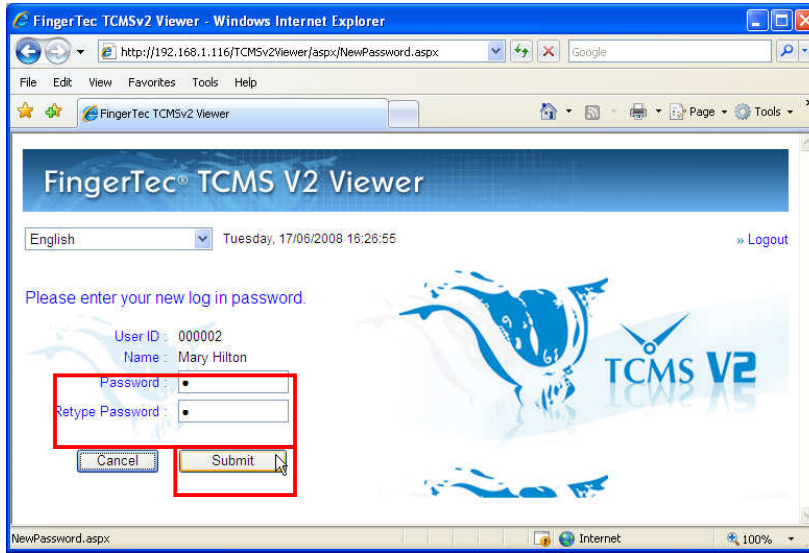 FingerTec TCMSv2 Viewer - Windows Internet Explorer
http://192.168.1.116/TCMSv2Viewer/aspx/NewPassword.aspx
Google
File Edit View Favorites Tools Help
FingerTec TCMSv2 Viewer
Page Tools
FingerTec® TCMS V2 Viewer
English
Tuesday, 17/06/2008 16:26:55
» Logout
Please enter your new log in password.
User ID : 000002
Name : Mary Hilton
Password : •
Retype Password : •
Cancel Submit
TCMS V2
NewPassword.aspx
Internet
100%